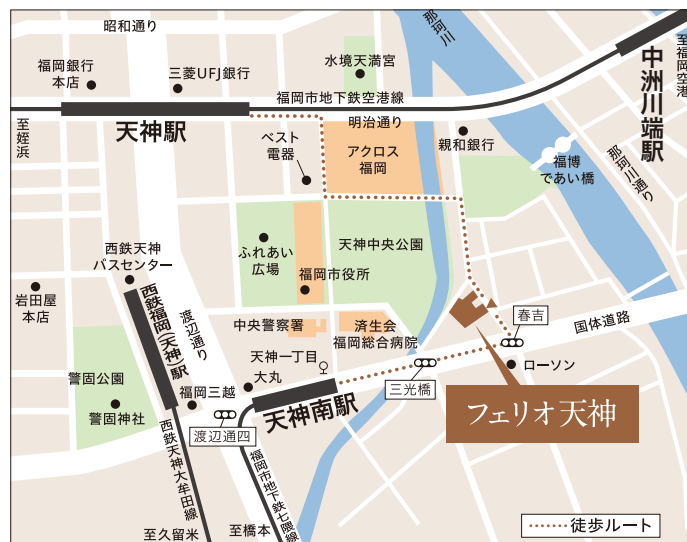 昭和通り
那珂川
至福岡空港
中洲川端駅
福岡銀行
本店
三菱UFJ銀行
水境天満宮
福岡市地下鉄空港線
至姪浜
天神駅
明治通り
ベスト
電器
アクロス
福岡
親和銀行
福博
であい橋
那珂川通り
西鉄天神
バスセンター
ふれあい
広場
天神中央公園
福岡市役所
岩田屋
本店
西鉄福岡(天神)駅
渡辺通り
中央警察署
済生会
福岡総合病院
春吉
国体道路
天神一丁目
大丸
ローソン
警固公園
福岡三越
天神南駅
三光橋
フェリオ天神
警固神社
渡辺通四
西鉄天神大牟田線
福岡市地下鉄七隈線
至久留米
至橋本
徒歩ルート